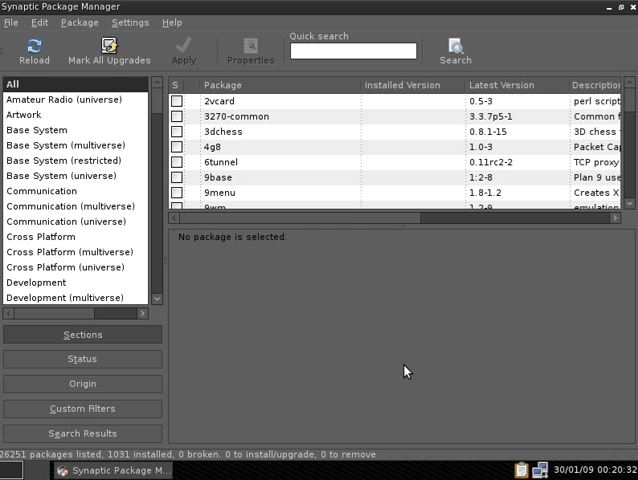 Synaptic Package Manager
File Edit Package Settings Help
Reload
Mark All Upgrades
Apply
Properties
Quick search
Search
All
Amateur Radio (universe)
Artwork
Base System
Base System (multiverse)
Base System (restricted)
Base System (universe)
Communication
Communication (multiverse)
Communication (universe)
Cross Platform
Cross Platform (multiverse)
Cross Platform (universe)
Development
Development (multiverse)
Sections
Status
Origin
Custom Filters
Search Results
S Package Installed Version Latest Version Description
2vcard 0.5-3 perl script
3270-common 3.3.7p5-1 Common f
3dchess 0.8.1-15 3D chess
4g8 1.0-3 Packet Cap
6tunnel 0.11rc2-2 TCP proxy
9base 1:2-8 Plan 9 use
9menu 1.8-1.2 Creates X
9wm 1.2-9 emulation
No package is selected.
26251 packages listed, 1031 installed, 0 broken. 0 to install/upgrade, 0 to remove
Synaptic Package M...
30/01/09 00:20:32